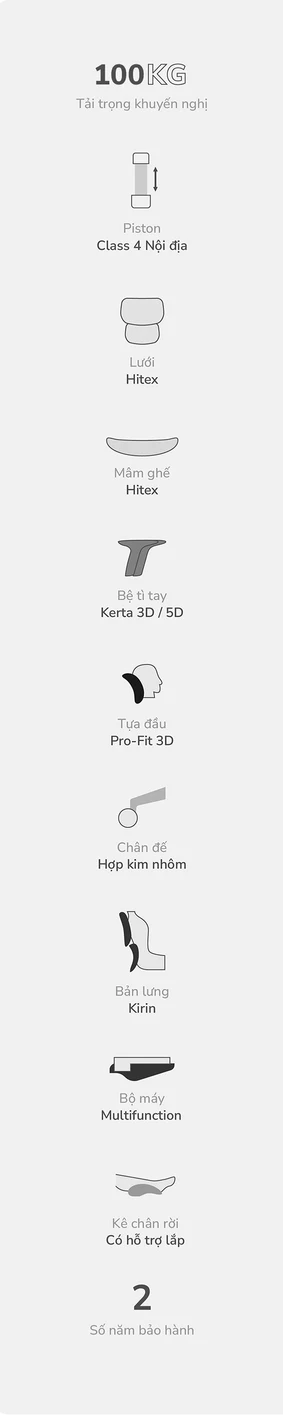 100KG
Tải trọng khuyến nghị
Piston
Class 4 Nội địa
Lưới
Hitex
Mâm ghế
Hitex
Bệ tì tay
Kerta 3D / 5D
Tựa đầu
Pro-Fit 3D
Chân đế
Hợp kim nhôm
Bản lưng
Kirin
Bộ máy
Multifunction
Kê chân rời
Có hỗ trợ lắp
2
Số năm bảo hành